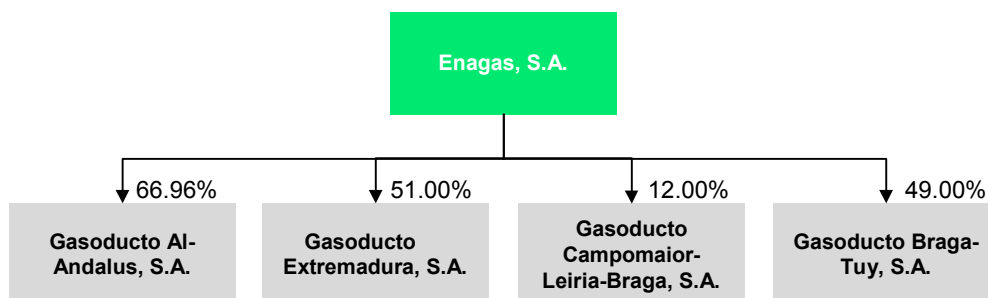 Enagas, S.A.
66.96%
51.00%
12.00%
49.00%
Gasoducto Al-
Andalus, S.A.
Gasoducto
Extremadura, S.A.
Gasoducto
Campomaior-
Leiria-Braga, S.A.
Gasoducto Braga-
Tuy, S.A.